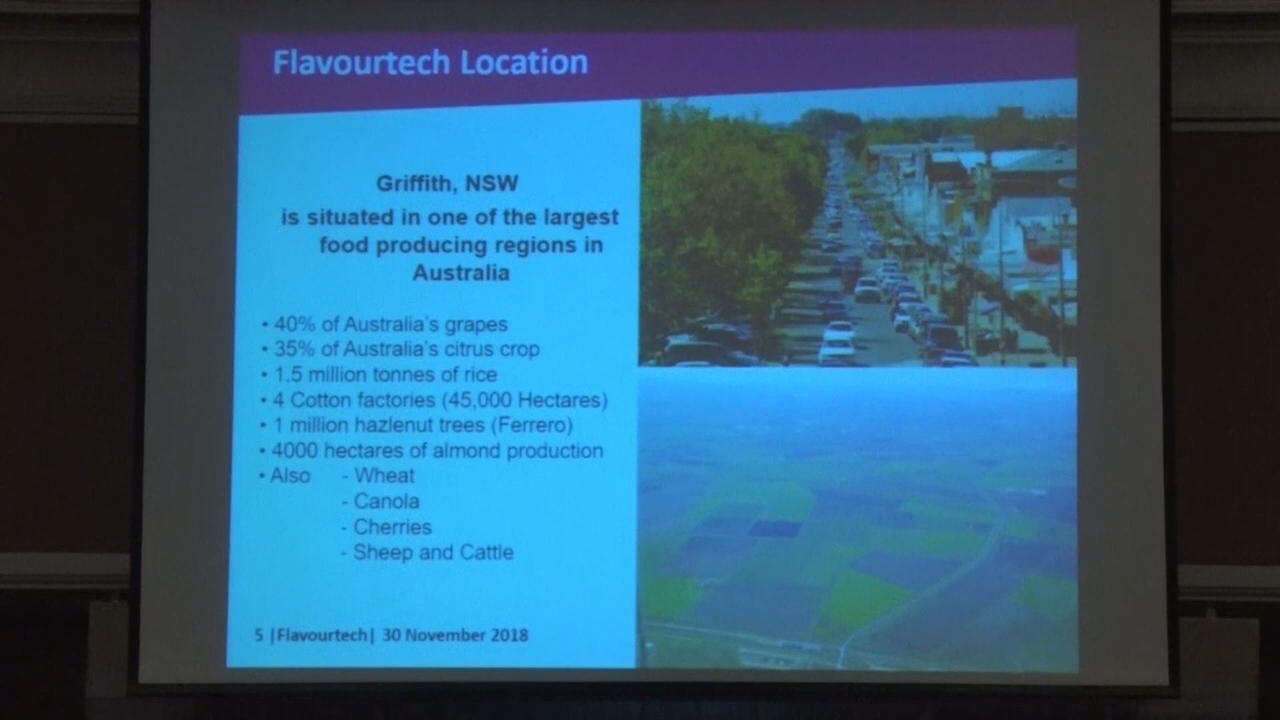 Flavourtech Location
Griffith, NSW
is situated in one of the largest
food producing regions in
Australia
• 40% of Australia's grapes
• 35% of Australia's citrus crop
• 1.5 million tonnes of rice
• 4 Cotton factories (45,000 Hectares)
• 1 million hazlenut trees (Ferrero)
• 4000 hectares of almond production
• Also - Wheat
- Canola
- Cherries
- Sheep and Cattle
5 |Flavourtech| 30 November 2018